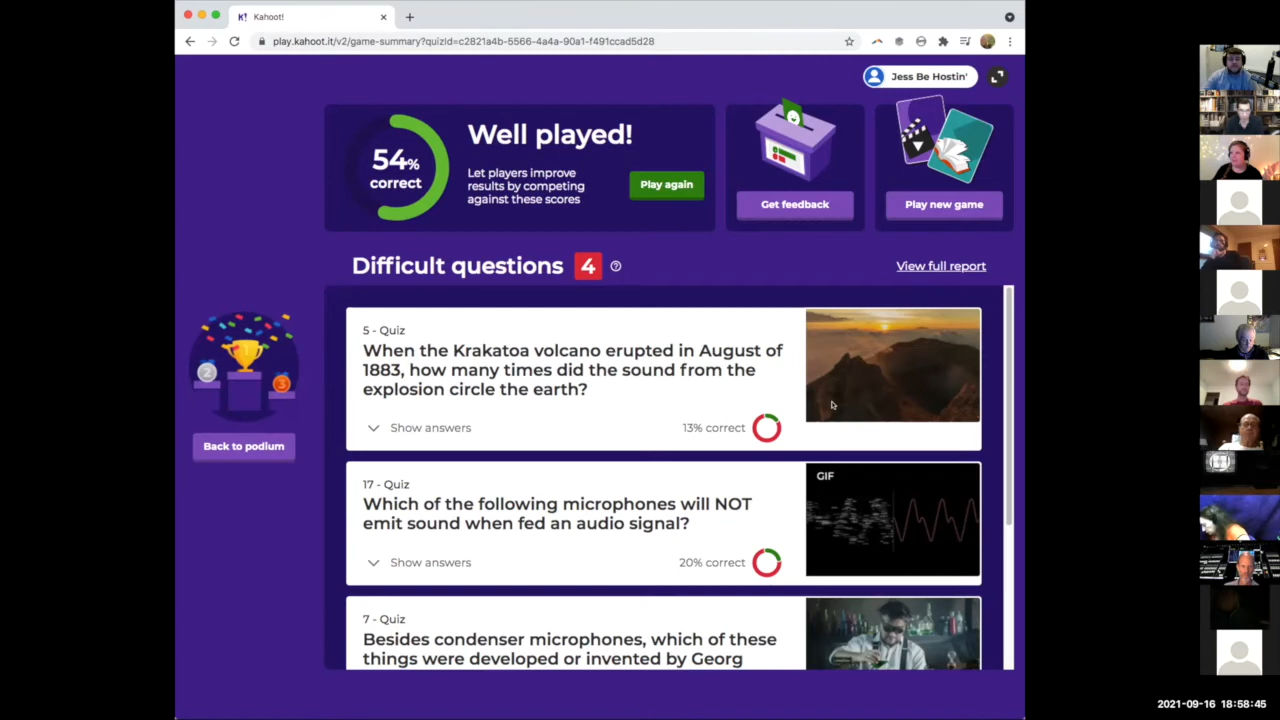 K! Kahoot!
play.kahoot.it/v2/game-summary?quizId=c2821a4b-5566-4a4a-90a1-f491ccad5d28
Jess Be Hostin'
54%
correct
Well played!
Let players improve
results by competing
against these scores
Play again
Get feedback
Play new game
Difficult questions 4
View full report
2
3
Back to podium
5 - Quiz
When the Krakatoa volcano erupted in August of
1883, how many times did the sound from the
explosion circle the earth?
Show answers
13% correct
17 - Quiz
Which of the following microphones will NOT
emit sound when fed an audio signal?
Show answers
20% correct
GIF
7 - Quiz
Besides condenser microphones, which of these
things were developed or invented by Georg
2021-09-16 18:58:45